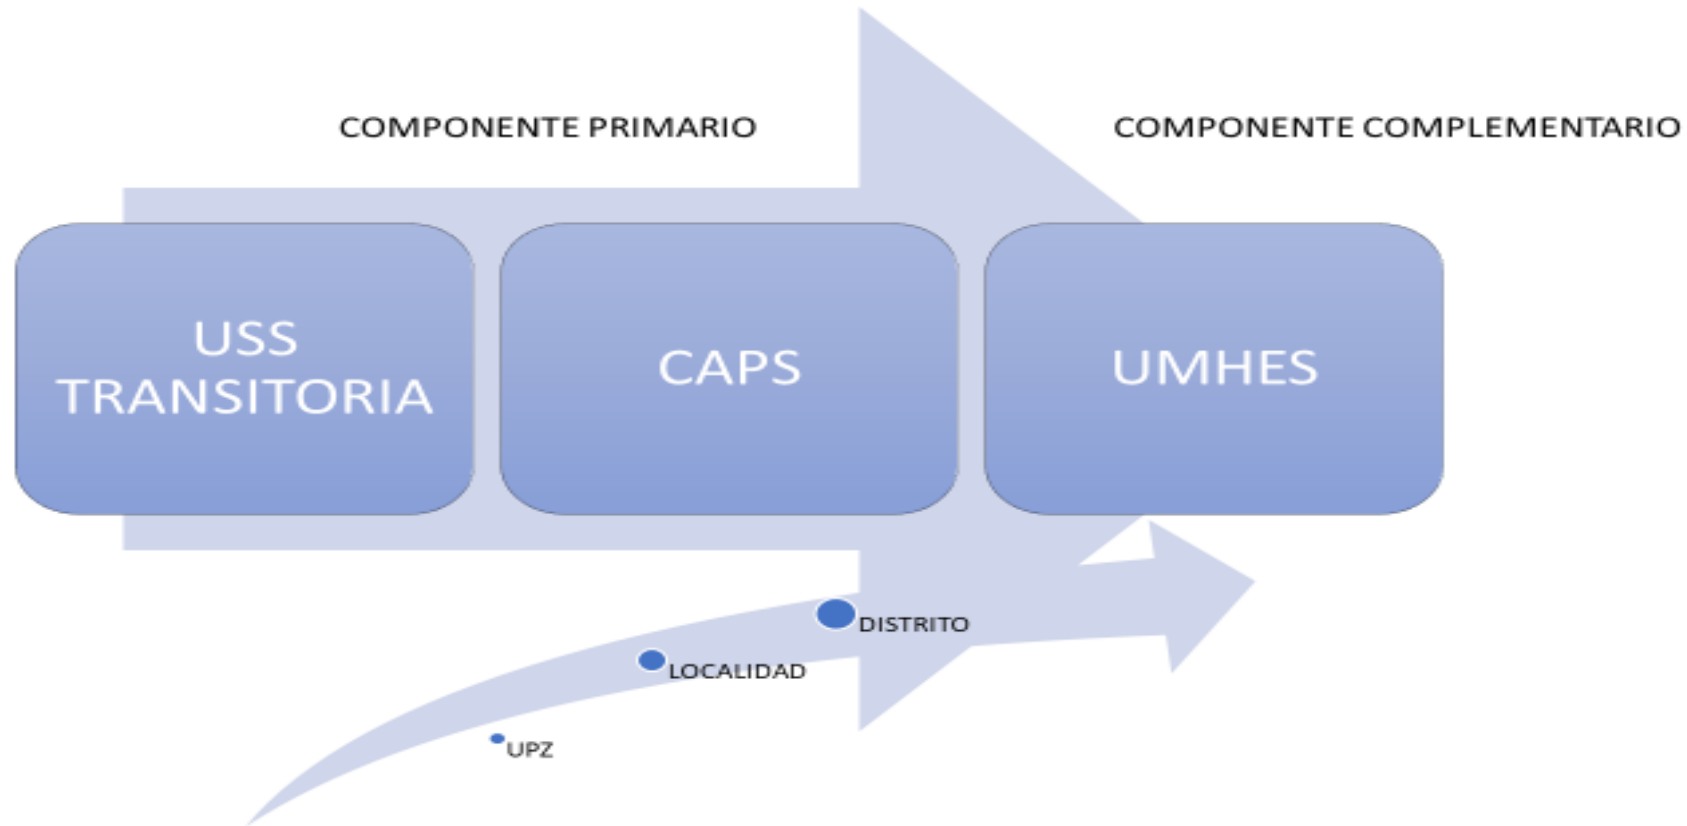 COMPONENTE PRIMARIO
COMPONENTE COMPLEMENTARIO
USS
TRANSITORIA
CAPS
UMHES
DISTRITO
LOCALIDAD
UPZ